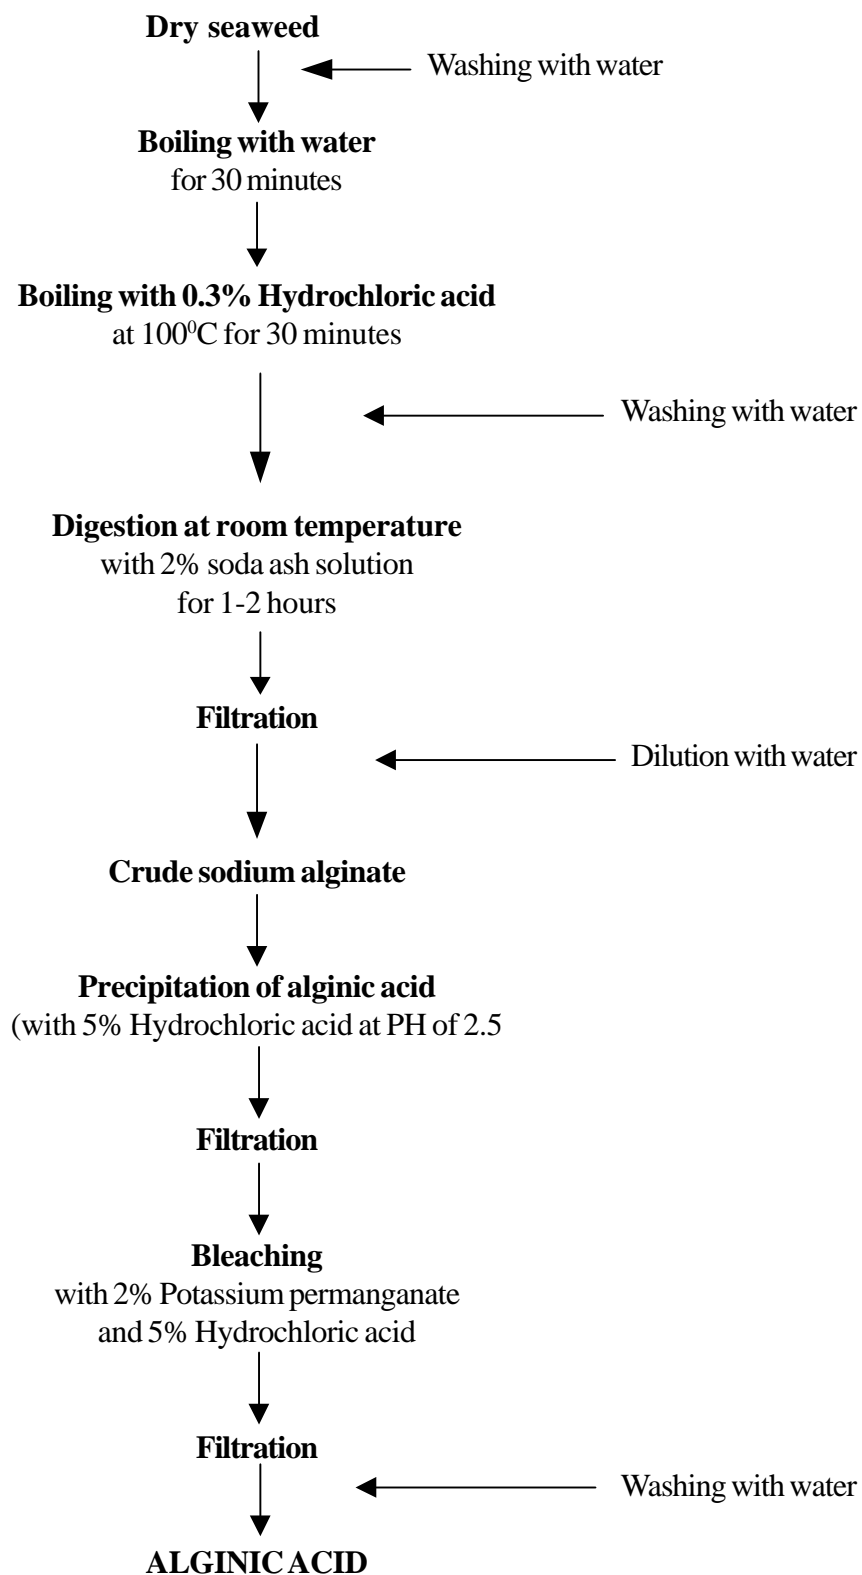 Dry seaweed
Washing with water
Boiling with water
for 30 minutes
Boiling with 0.3% Hydrochloric acid
at 100⁰C for 30 minutes
Washing with water
Digestion at room temperature
with 2% soda ash solution
for 1-2 hours
Filtration
Dilution with water
Crude sodium alginate
Precipitation of alginic acid
(with 5% Hydrochloric acid at PH of 2.5
Filtration
Bleaching
with 2% Potassium permanganate
and 5% Hydrochloric acid
Filtration
Washing with water
ALGINIC ACID